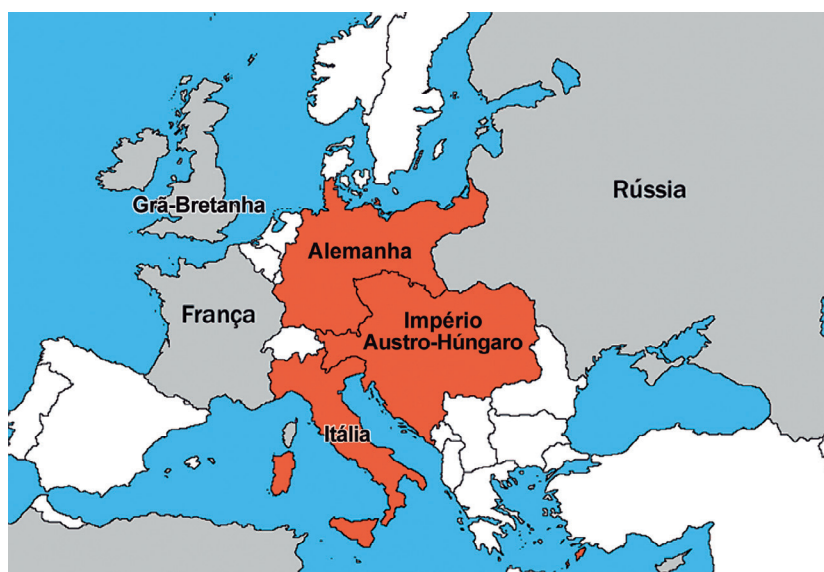 Grã-Bretanha
Rússia
Alemanha
França
Império
Austro-Húngaro
Itália